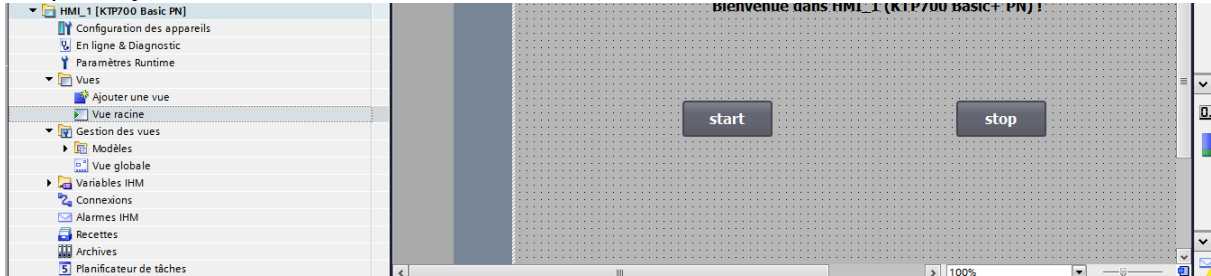 HMI_1 [KTP700 Basic PN]
Configuration des appareils
En ligne & Diagnostic
Paramètres Runtime
Vues
Ajouter une vue
Vue racine
Gestion des vues
Modèles
Vue globale
Variables IHM
Connexions
Alarmes IHM
Recettes
Archives
5 Planificateur de tâches
Bienvenue dans HMI_1 (KTP700 Basic+ PN) !
start
stop
100%